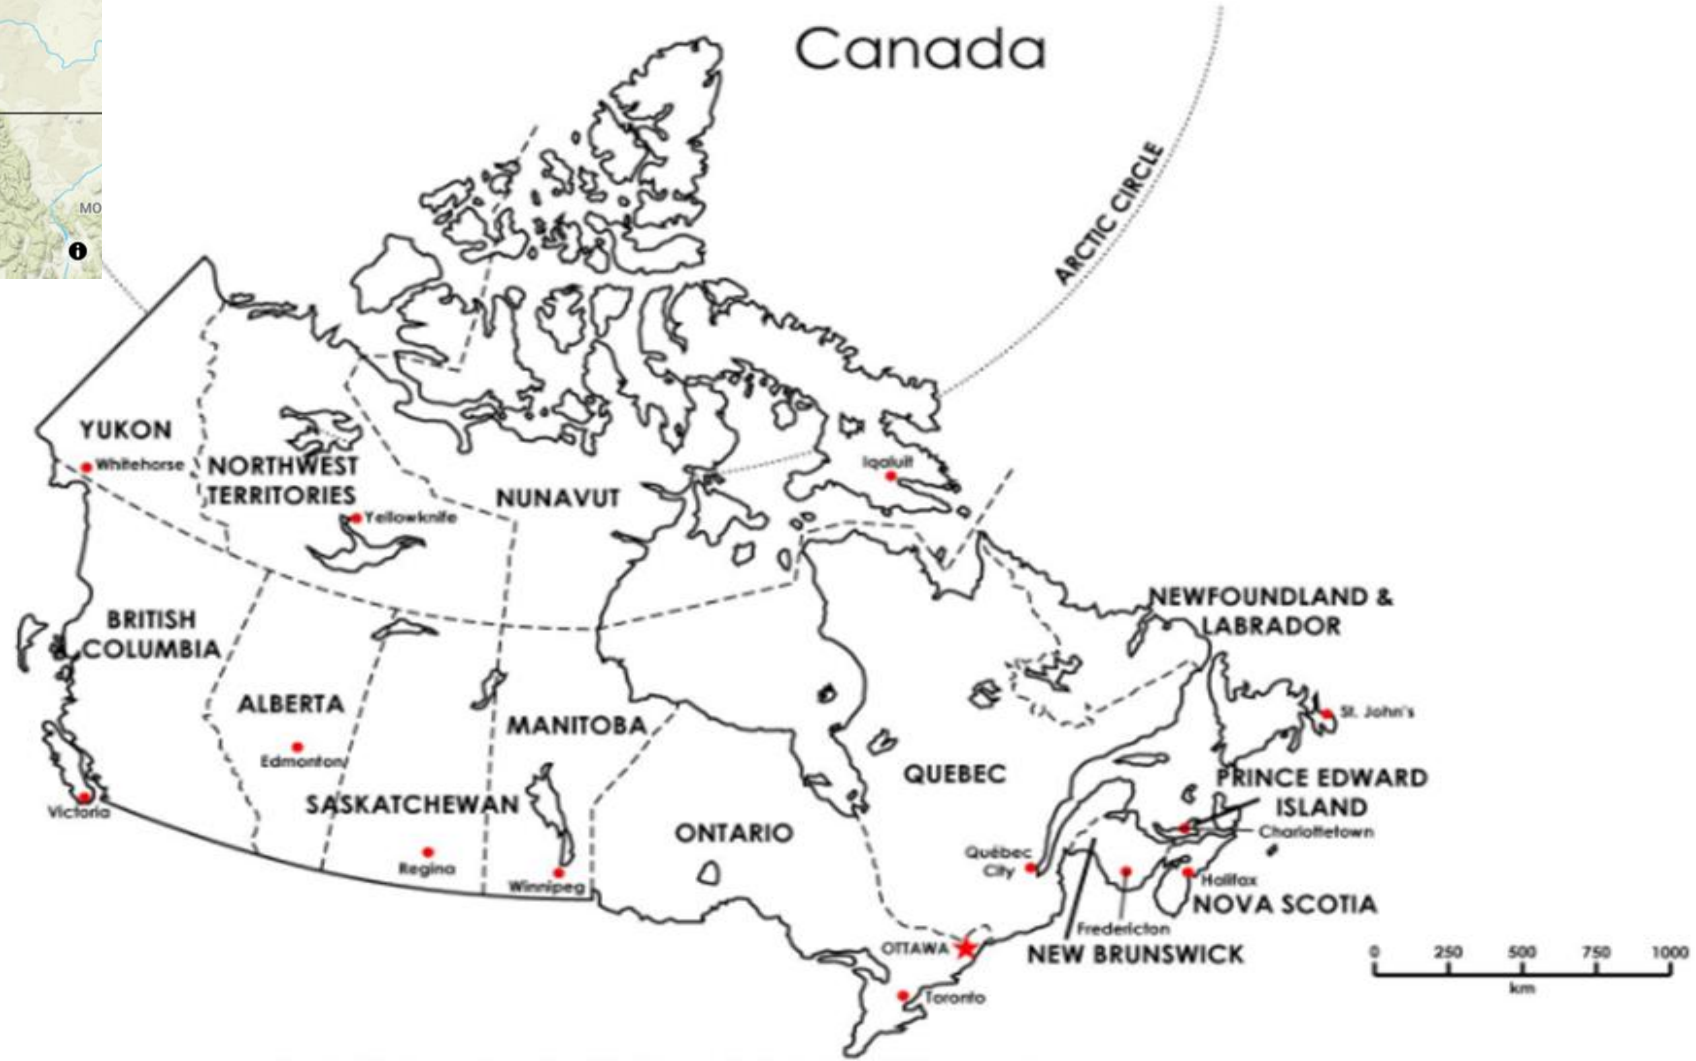 Canada
ARCTIC CIRCLE
MO
YUKON
Whitehorse
NORTHWEST
TERRITORIES
Yellowknife
NUNAVUT
Iqaluit
BRITISH
COLUMBIA
NEWFOUNDLAND &
LABRADOR
ALBERTA
Edmonton
MANITOBA
St. John's
QUEBEC
PRINCE EDWARD
ISLAND
Charlottetown
Victoria
SASKATCHEWAN
Regina
Winnipeg
ONTARIO
Québec
City
Halifax
NOVA SCOTIA
Fredericton
NEW BRUNSWICK
OTTAWA
Toronto
0 250 500 750 1000
km